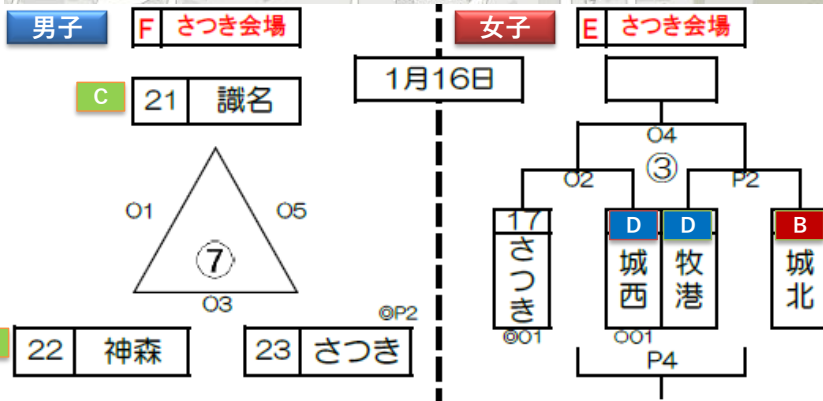 男子
F さつき会場
女子
E さつき会場
1月16日
C
21 識名
O4
③
O2
P2
O1
O5
⑦
O3
17 さつき
D 城西
D 牧港
B 城北
◎P2
◎O1
○O1
22 神森
23 さつき
P4